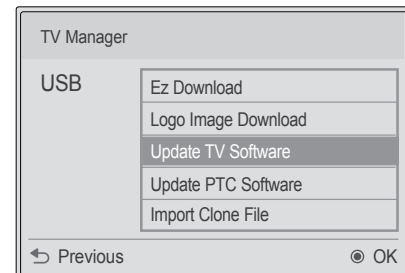 TV Manager
USB
Ez Download
Logo Image Download
Update TV Software
Update PTC Software
Import Clone File
Previous
OK